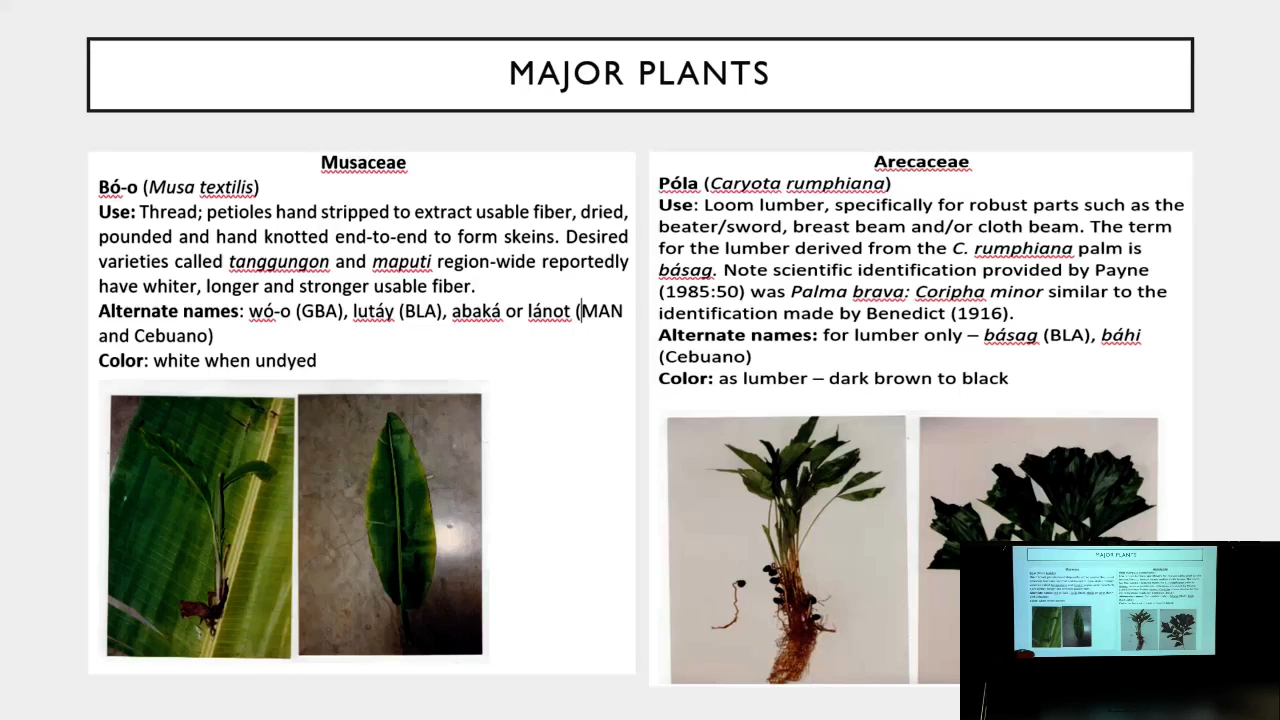 MAJOR PLANTS
Musaceae
Bó-o (Musa textilis)
Use: Thread; petioles hand stripped to extract usable fiber, dried,
pounded and hand knotted end-to-end to form skeins. Desired
varieties called tanggungon and maputi region-wide reportedly
have whiter, longer and stronger usable fiber.
Alternate names: wó-o (GBA), lutáy (BLA), abaká or lánot (MAN
and Cebuano)
Color: white when undyed
Arecaceae
Póla (Caryota rumphiana)
Use: Loom lumber, specifically for robust parts such as the
beater/sword, breast beam and/or cloth beam. The term
for the lumber derived from the C. rumphiana palm is
básag. Note scientific identification provided by Payne
(1985:50) was Palma brava: Coripha minor similar to the
identification made by Benedict (1916).
Alternate names: for lumber only – básag (BLA), báhi
(Cebuano)
Color: as lumber – dark brown to black
MAJOR PLANTS